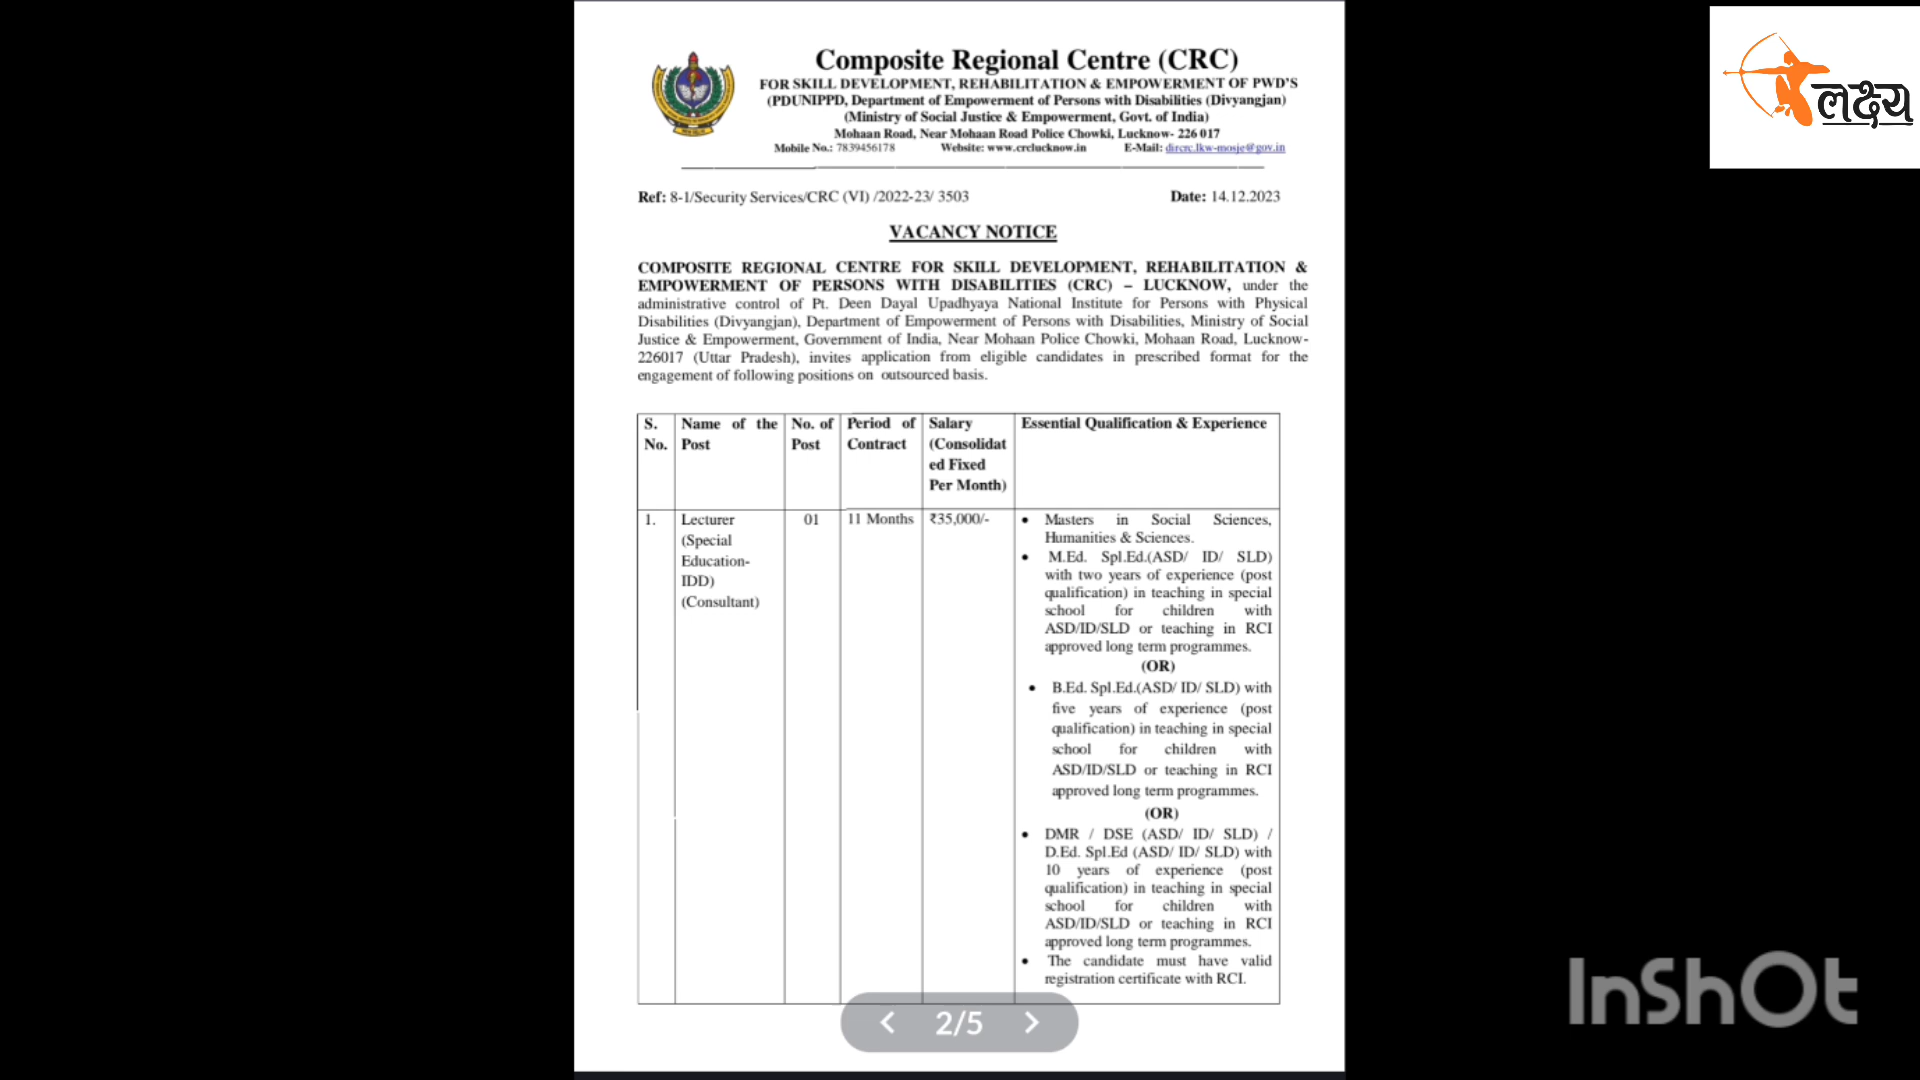 Composite Regional Centre (CRC)
FOR SKILL DEVELOPMENT, REHABILITATION & EMPOWERMENT OF PWD'S
(PDUNIPPD, Department of Empowerment of Persons with Disabilities (Divyangjan)
(Ministry of Social Justice & Empowerment, Govt. of India)
Mohaan Road, Near Mohaan Road Police Chowki, Lucknow- 226 017
Mobile No.: 7839456178 Website: www.crclucknow.in E-Mail: dircrc.lkw-mosje@gov.in
लक्ष्य
Ref: 8-1/Security Services/CRC (VI) /2022-23/ 3503 Date: 14.12.2023
VACANCY NOTICE
COMPOSITE REGIONAL CENTRE FOR SKILL DEVELOPMENT, REHABILITATION &
EMPOWERMENT OF PERSONS WITH DISABILITIES (CRC) – LUCKNOW, under the
administrative control of Pt. Deen Dayal Upadhyaya National Institute for Persons with Physical
Disabilities (Divyangjan), Department of Empowerment of Persons with Disabilities, Ministry of Social
Justice & Empowerment, Government of India, Near Mohaan Police Chowki, Mohaan Road, Lucknow-
226017 (Uttar Pradesh), invites application from eligible candidates in prescribed format for the
engagement of following positions on outsourced basis.
S. No.
Name of the Post
No. of Post
Period of Contract
Salary
(Consolidat
ed Fixed
Per Month)
Essential Qualification & Experience
1.
Lecturer
(Special
Education-
IDD)
(Consultant)
01
11 Months
₹35,000/-
• Masters in Social Sciences,
Humanities & Sciences.
• M.Ed. Spl.Ed.(ASD/ ID/ SLD)
with two years of experience (post
qualification) in teaching in special
school for children with
ASD/ID/SLD or teaching in RCI
approved long term programmes.
(OR)
• B.Ed. Spl.Ed.(ASD/ ID/ SLD) with
five years of experience (post
qualification) in teaching in special
school for children with
ASD/ID/SLD or teaching in RCI
approved long term programmes.
(OR)
• DMR / DSE (ASD/ ID/ SLD) /
D.Ed. Spl.Ed (ASD/ ID/ SLD) with
10 years of experience (post
qualification) in teaching in special
school for children with
ASD/ID/SLD or teaching in RCI
approved long term programmes.
• The candidate must have valid
registration certificate with RCI.
2/5
InShOt